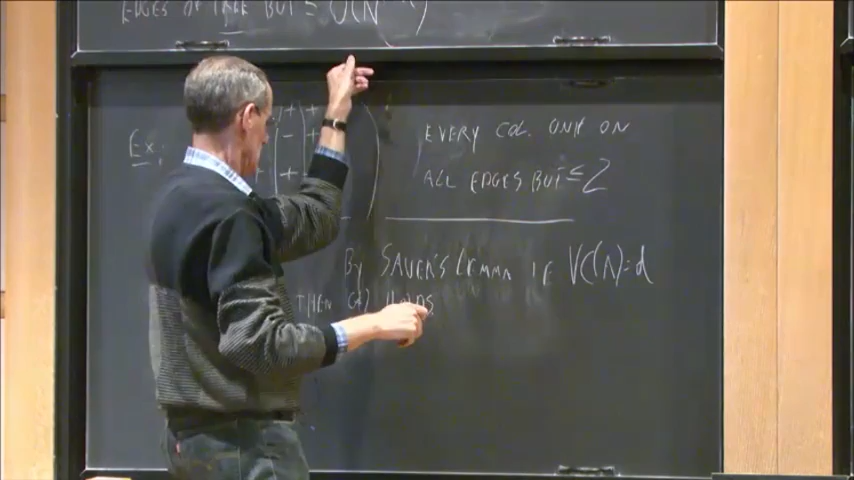 EDGES OF TREE BUT ≤
Ex.
+ +
- +
+ +
EVERY COL. ONLY ON
ALL EDGES BUT ≤ 2
BY SAUER'S LEMMA IF VC(A)=d
THEN HOLDS